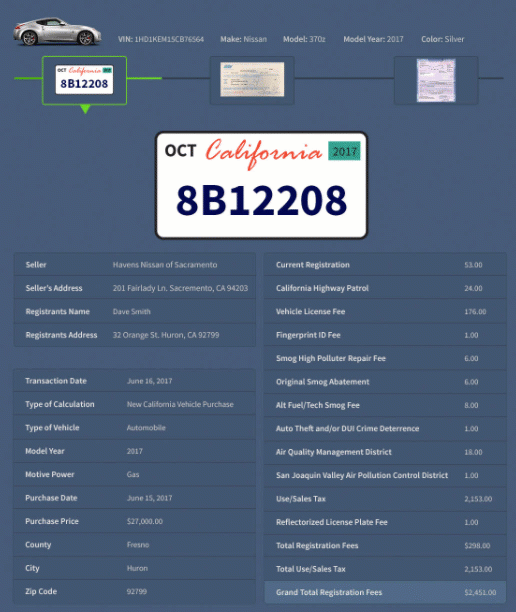 VIN: 1HD1KEM15CB76564 Make: Nissan Model: 370z Model Year: 2017 Color: Silver
OCT California 2017
8B12208
OCT California 2017
8B12208
Seller Havens Nissan of Sacramento
Seller's Address 201 Fairlady Ln. Sacremento, CA 94203
Registrants Name Dave Smith
Registrants Address 32 Orange St. Huron, CA 92799
Transaction Date June 16, 2017
Type of Calculation New California Vehicle Purchase
Type of Vehicle Automobile
Model Year 2017
Motive Power Gas
Purchase Date June 15, 2017
Purchase Price $27,000.00
County Fresno
City Huron
Zip Code 92799
Current Registration 53.00
California Highway Patrol 24.00
Vehicle License Fee 176.00
Fingerprint ID Fee 1.00
Smog High Polluter Repair Fee 6.00
Original Smog Abatement 6.00
Alt Fuel/Tech Smog Fee 8.00
Auto Theft and/or DUI Crime Deterrence 1.00
Air Quality Management District 18.00
San Joaquin Valley Air Pollution Control District 1.00
Use/Sales Tax 2,153.00
Reflectorized License Plate Fee 1.00
Total Registration Fees $298.00
Total Use/Sales Tax 2,153.00
Grand Total Registration Fees $2,451.00